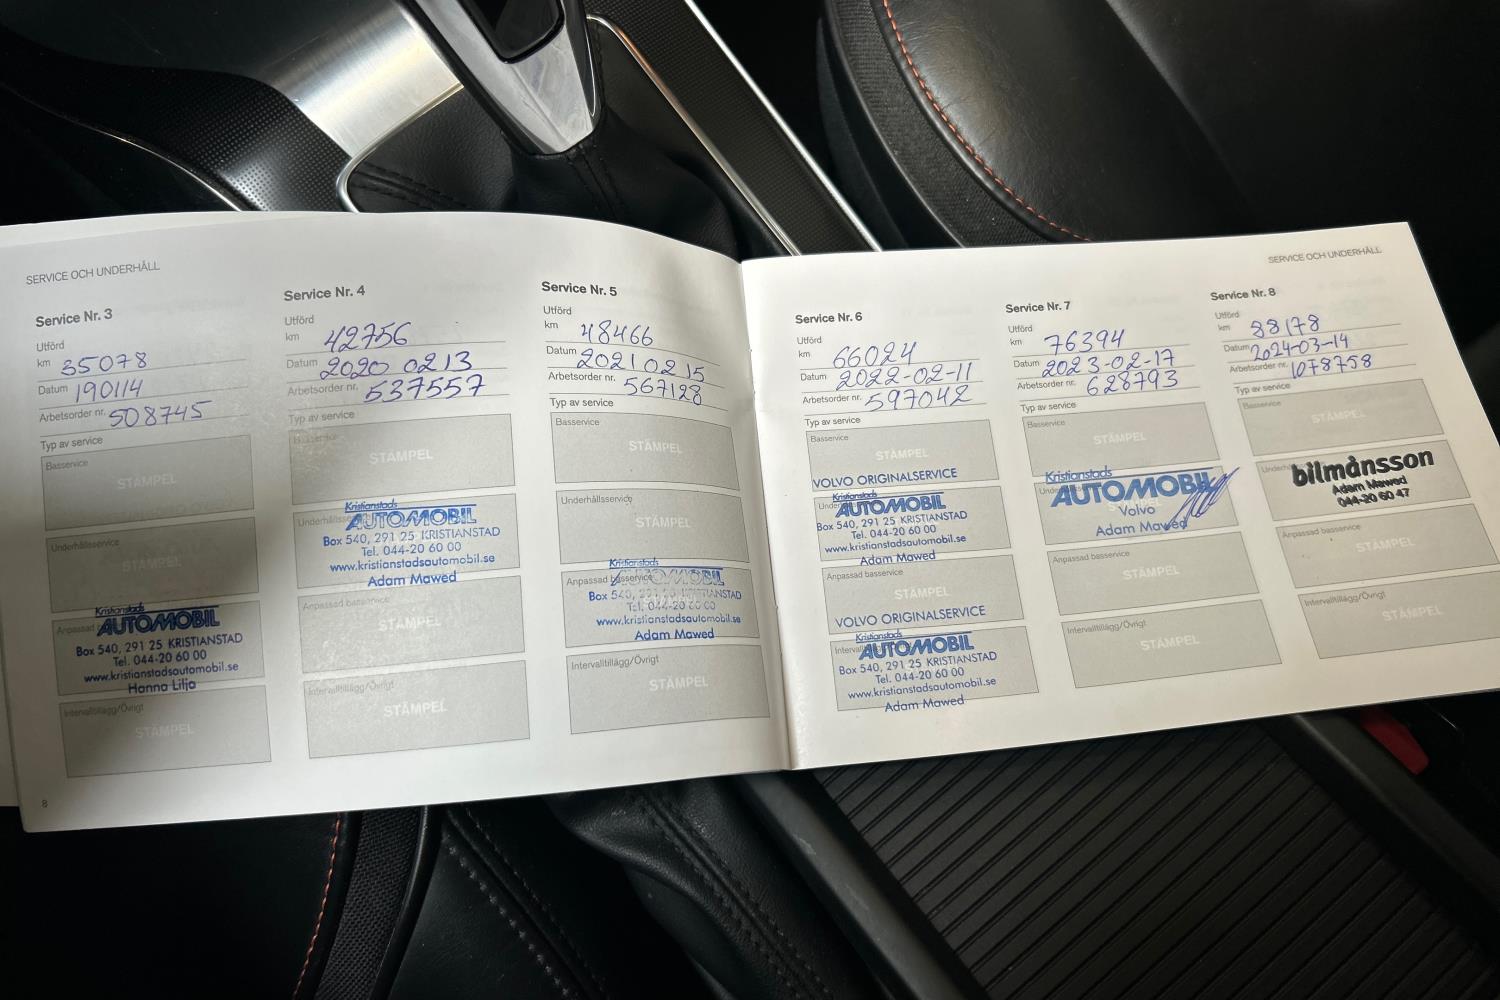 SERVICE OCH UNDERHÅLL
Service Nr. 3
Utförd
km 35078
Datum 190114
Arbetsorder nr. 508745
Typ av service
Basservice
STÄMPEL
Underhållsservice
STÄMPEL
Anpassad
Kristianstads
AUTOMOBIL
Box 540, 291 25 KRISTIANSTAD
Tel. 044-20 60 00
www.kristianstadsautomobil.se
Hanna Lilja
Intervalltillägg/Övrigt
STÄMPEL
8
Service Nr. 4
Utförd
km 42756
Datum 2020 02 13
Arbetsorder nr. 537557
Typ av service
Basservice
STÄMPEL
Underhållsservice
Kristianstads
AUTOMOBIL
Box 540, 291 25 KRISTIANSTAD
Tel. 044-20 60 00
www.kristianstadsautomobil.se
Adam Mawed
Anpassad basservice
STÄMPEL
Intervalltillägg/Övrigt
STÄMPEL
Service Nr. 5
Utförd
km 48466
Datum 2021 02 15
Arbetsorder nr. 567128
Typ av service
Basservice
STÄMPEL
Underhållsservice
STÄMPEL
Anpassad basservice
Kristianstads
AUTOMOBIL
Box 540, 291 25 KRISTIANSTAD
Tel. 044-20 60 00
www.kristianstadsautomobil.se
Adam Mawed
Intervalltillägg/Övrigt
STÄMPEL
SERVICE OCH UNDERHÅLL
Service Nr. 6
Utförd
km 66024
Datum 2022-02-11
Arbetsorder nr. 597042
Typ av service
Basservice
STÄMPEL
VOLVO ORIGINALSERVICE
Kristianstads
AUTOMOBIL
Box 540, 291 25 KRISTIANSTAD
Tel. 044-20 60 00
www.kristianstadsautomobil.se
Adam Mawed
Anpassad basservice
STÄMPEL
VOLVO ORIGINALSERVICE
Kristianstads
AUTOMOBIL
Box 540, 291 25 KRISTIANSTAD
Tel. 044-20 60 00
www.kristianstadsautomobil.se
Adam Mawed
Service Nr. 7
Utförd
km 76394
Datum 2023-02-17
Arbetsorder nr. 628793
Typ av service
Basservice
STÄMPEL
Kristianstads
AUTOMOBIL
Volvo
Adam Mawed
Anpassad basservice
STÄMPEL
Intervalltillägg/Övrigt
STÄMPEL
Service Nr. 8
Utförd
km 88178
Datum 2024-03-14
Arbetsorder nr. 1078758
Typ av service
Basservice
STÄMPEL
bilmånsson
Adam Mawed
044-20 60 47
Anpassad basservice
STÄMPEL
Intervalltillägg/Övrigt
STÄMPEL